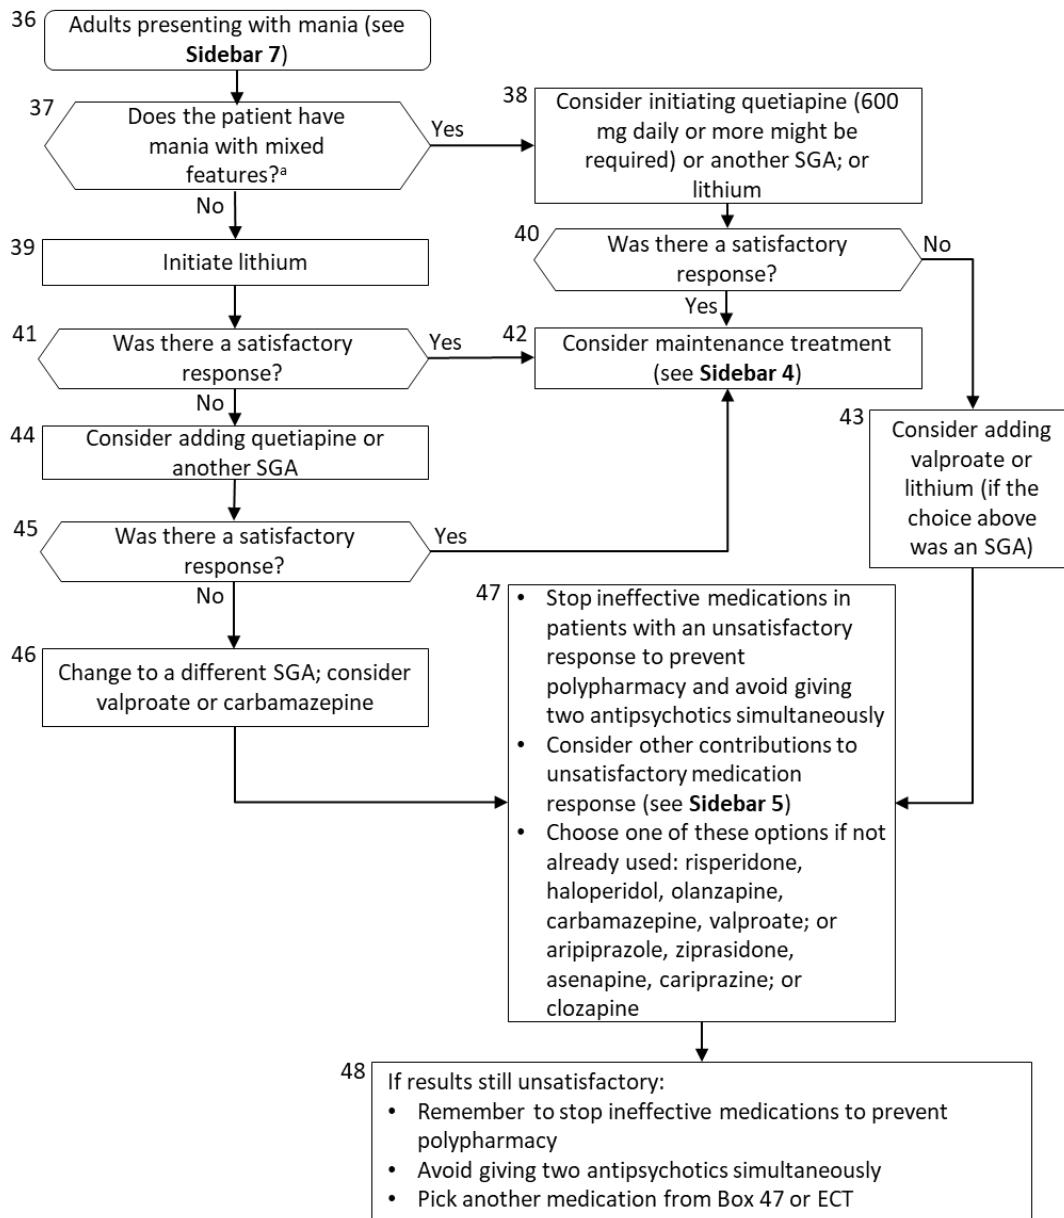 36
Adults presenting with mania (see
Sidebar 7)
37
Does the patient have
mania with mixed
features?ᵃ
Yes
No
38
Consider initiating quetiapine (600
mg daily or more might be
required) or another SGA; or
lithium
39
Initiate lithium
40
Was there a satisfactory
response?
No
Yes
41
Was there a satisfactory
response?
Yes
No
42
Consider maintenance treatment
(see Sidebar 4)
43
Consider adding
valproate or
lithium (if the
choice above
was an SGA)
44
Consider adding quetiapine or
another SGA
45
Was there a satisfactory
response?
Yes
No
46
Change to a different SGA; consider
valproate or carbamazepine
47
• Stop ineffective medications in
patients with an unsatisfactory
response to prevent
polypharmacy and avoid giving
two antipsychotics simultaneously
• Consider other contributions to
unsatisfactory medication
response (see Sidebar 5)
• Choose one of these options if not
already used: risperidone,
haloperidol, olanzapine,
carbamazepine, valproate; or
aripiprazole, ziprasidone,
asenapine, cariprazine; or
clozapine
48
If results still unsatisfactory:
• Remember to stop ineffective medications to prevent
polypharmacy
• Avoid giving two antipsychotics simultaneously
• Pick another medication from Box 47 or ECT